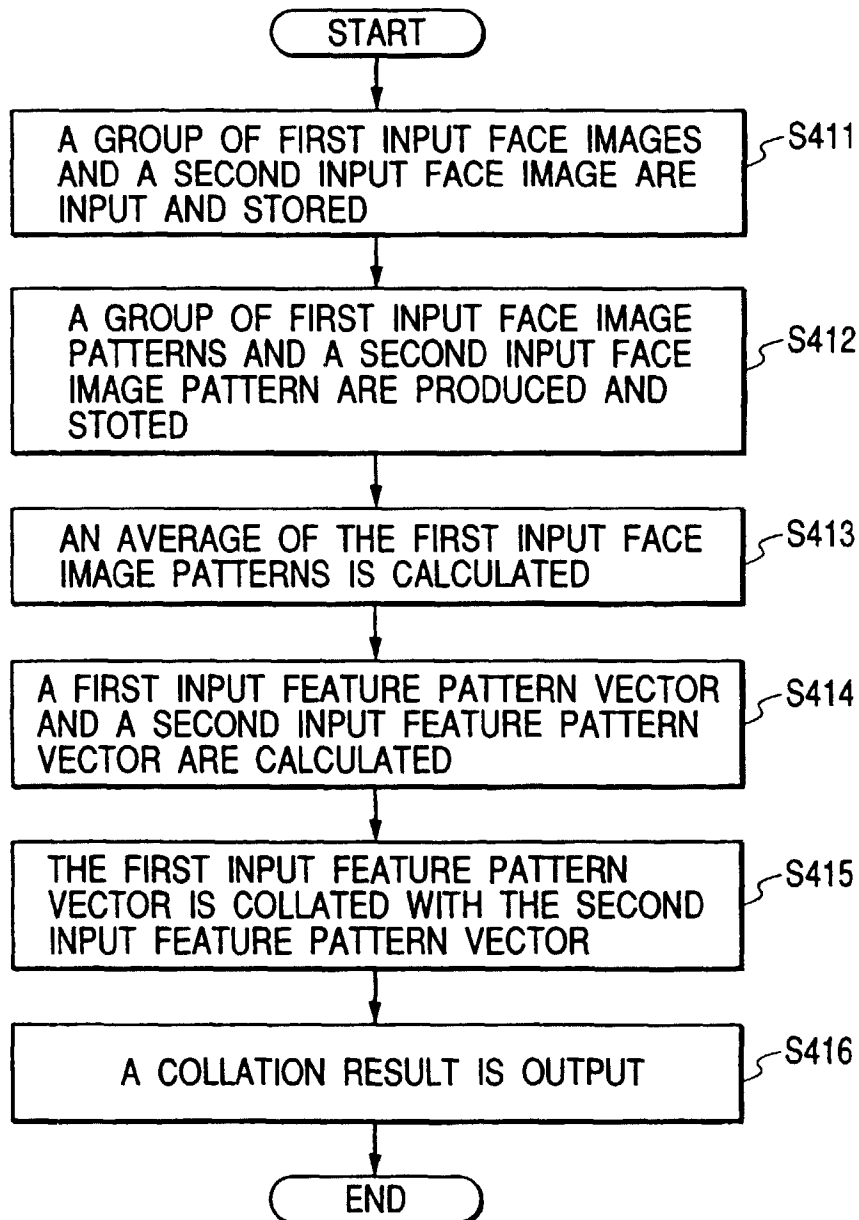 START
A GROUP OF FIRST INPUT FACE IMAGES
AND A SECOND INPUT FACE IMAGE ARE
INPUT AND STORED
S411
A GROUP OF FIRST INPUT FACE IMAGE
PATTERNS AND A SECOND INPUT FACE
IMAGE PATTERN ARE PRODUCED AND
STOTED
S412
AN AVERAGE OF THE FIRST INPUT FACE
IMAGE PATTERNS IS CALCULATED
S413
A FIRST INPUT FEATURE PATTERN VECTOR
AND A SECOND INPUT FEATURE PATTERN
VECTOR ARE CALCULATED
S414
THE FIRST INPUT FEATURE PATTERN
VECTOR IS COLLATED WITH THE SECOND
INPUT FEATURE PATTERN VECTOR
S415
A COLLATION RESULT IS OUTPUT
S416
END